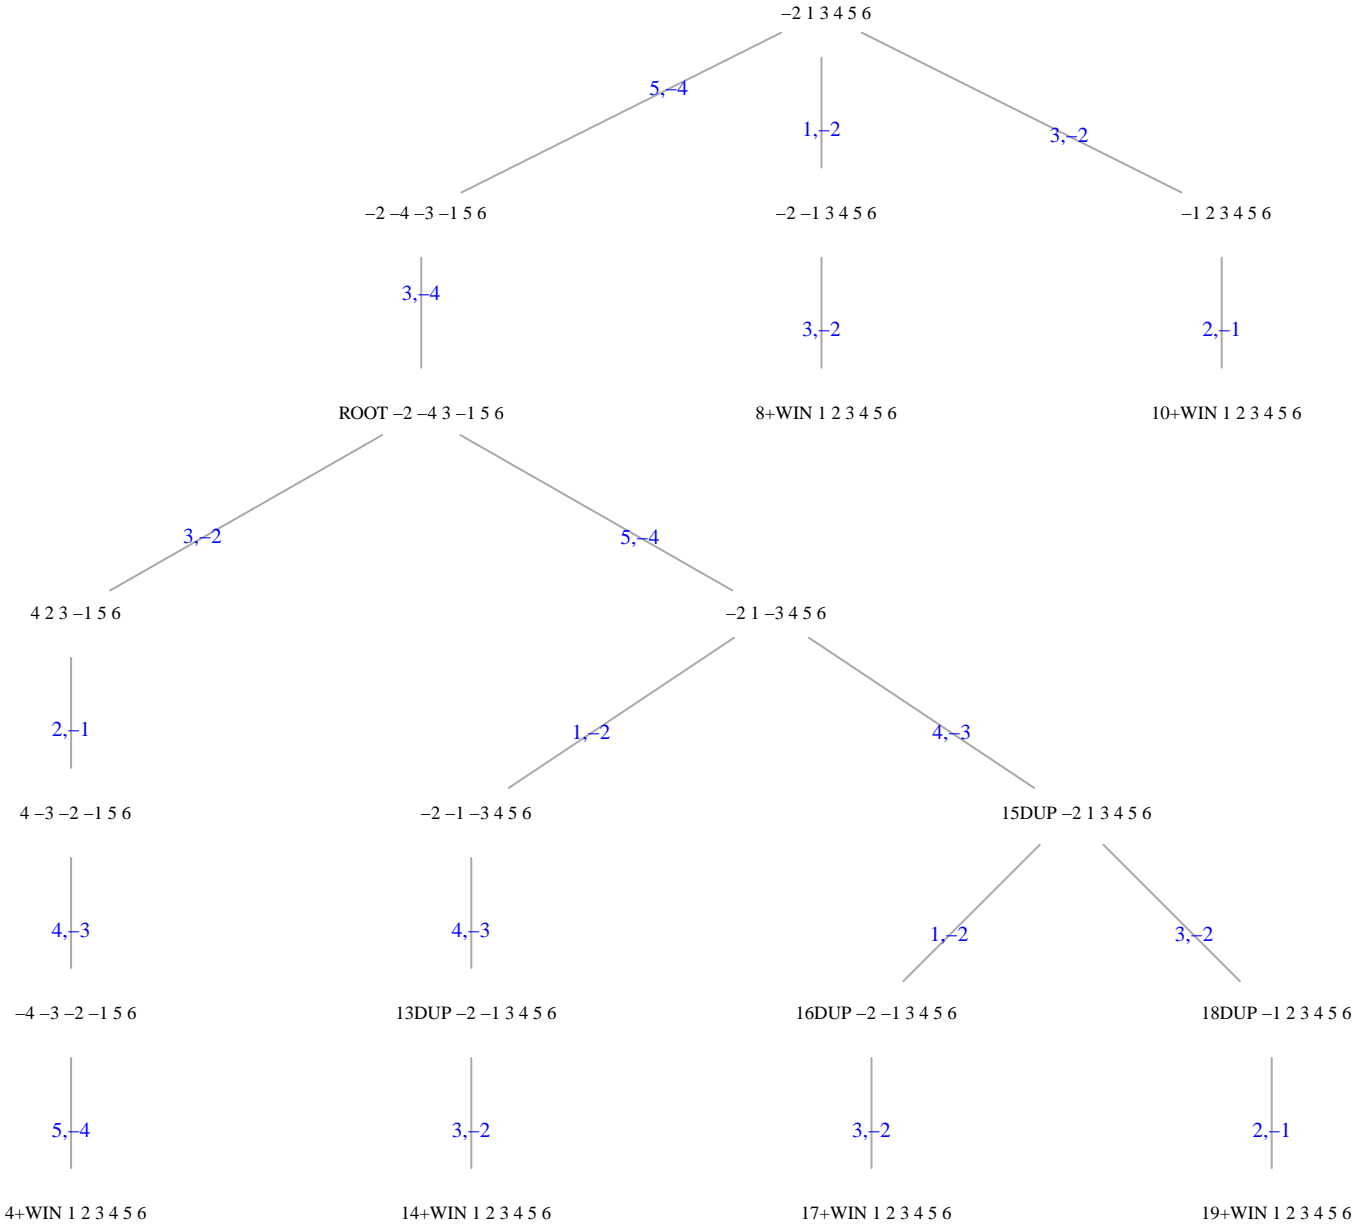 –2 1 3 4 5 6
5,–4
1,–2
3,–2
–2 –4 –3 –1 5 6
–2 –1 3 4 5 6
–1 2 3 4 5 6
3,–4
3,–2
2,–1
ROOT –2 –4 3 –1 5 6
8+WIN 1 2 3 4 5 6
10+WIN 1 2 3 4 5 6
3,–2
5,–4
4 2 3 –1 5 6
–2 1 –3 4 5 6
2,–1
1,–2
4,–3
4 –3 –2 –1 5 6
–2 –1 –3 4 5 6
15DUP –2 1 3 4 5 6
4,–3
4,–3
1,–2
3,–2
–4 –3 –2 –1 5 6
13DUP –2 –1 3 4 5 6
16DUP –2 –1 3 4 5 6
18DUP –1 2 3 4 5 6
5,–4
3,–2
3,–2
2,–1
4+WIN 1 2 3 4 5 6
14+WIN 1 2 3 4 5 6
17+WIN 1 2 3 4 5 6
19+WIN 1 2 3 4 5 6